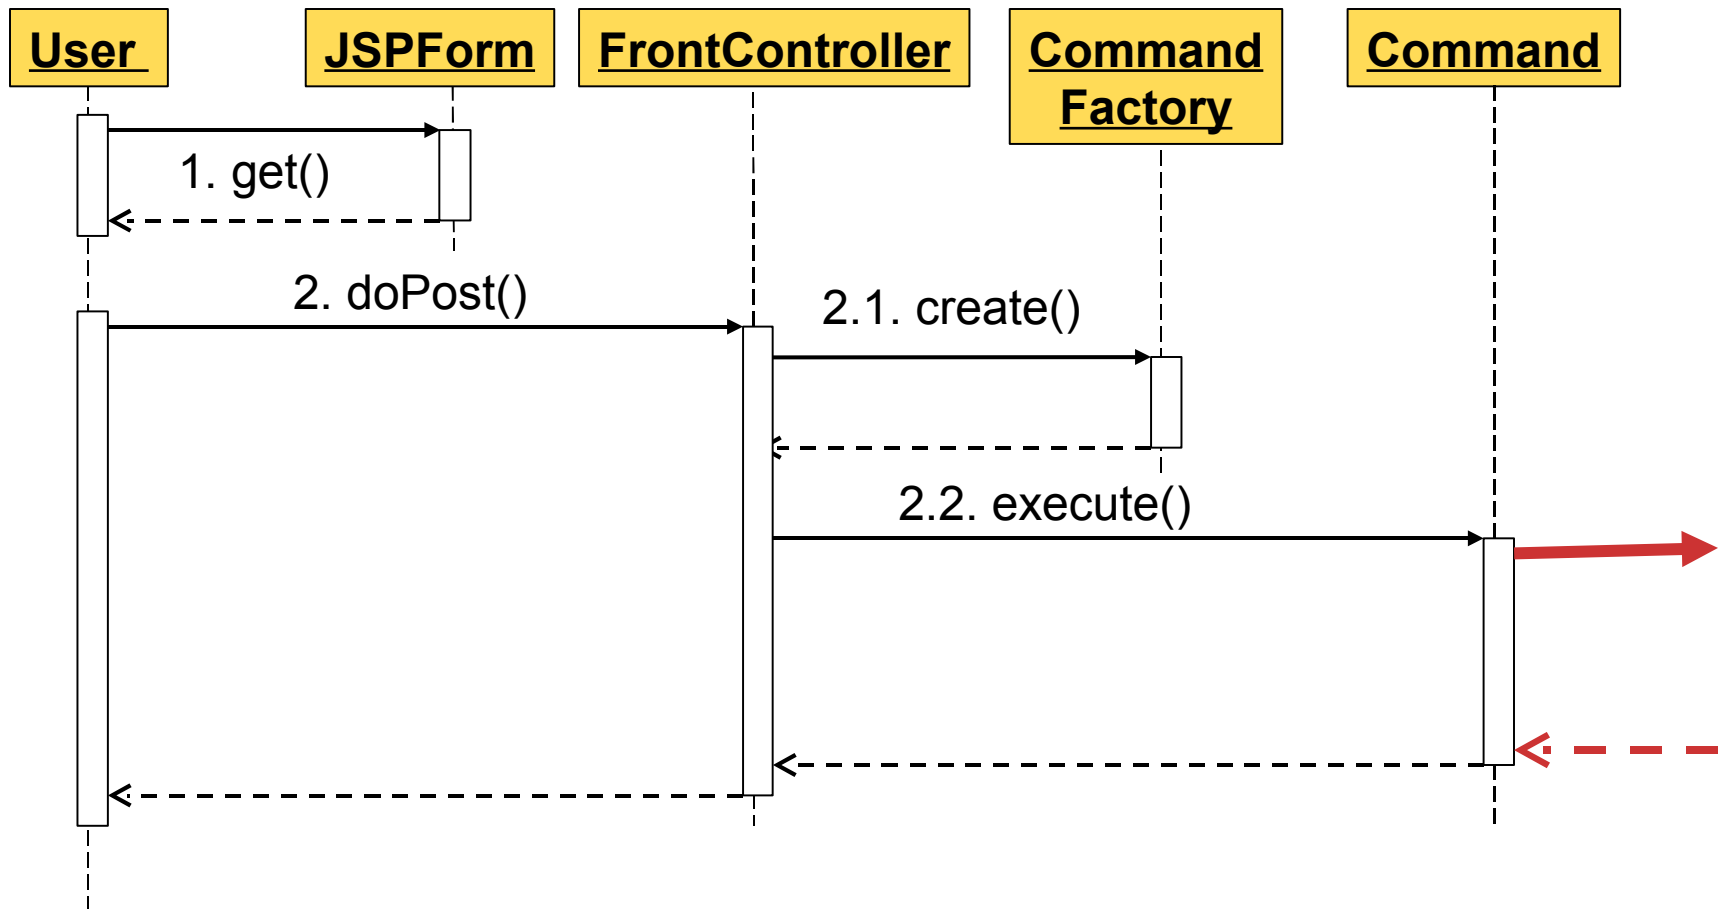 User
JSPForm
FrontController
Command
Factory
Command
1. get()
2. doPost()
2.1. create()
2.2. execute()